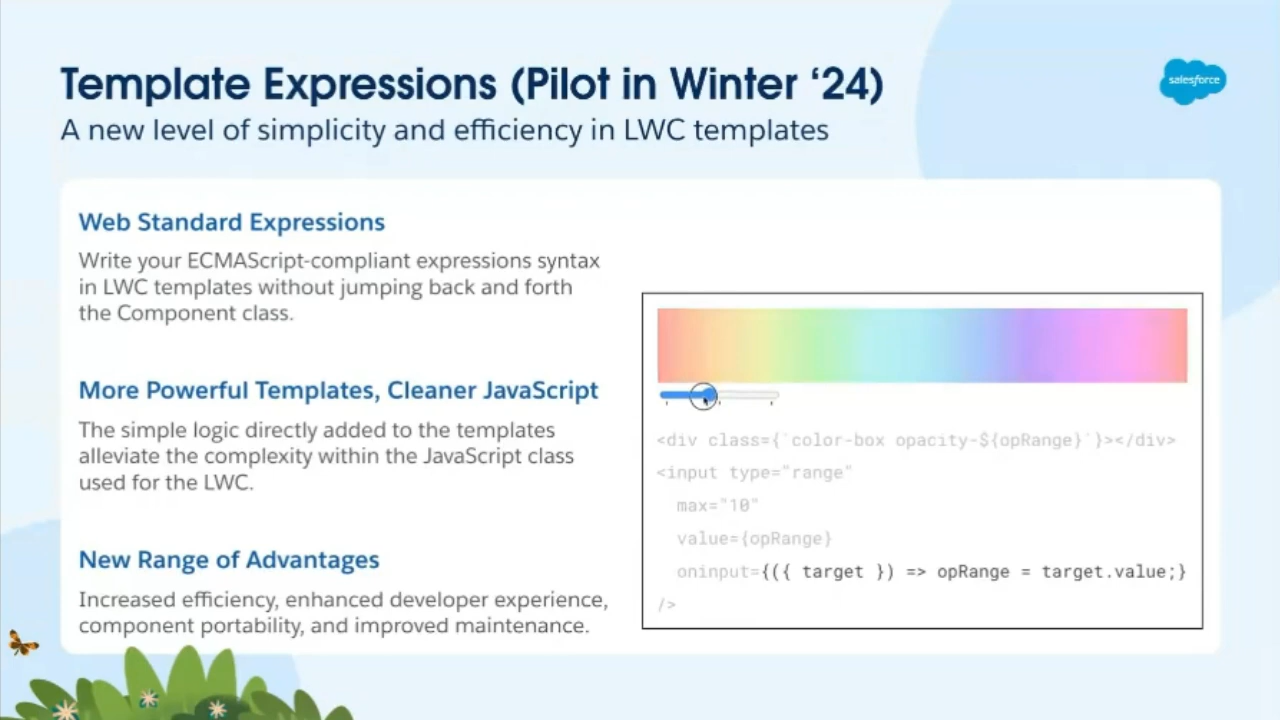 Template Expressions (Pilot in Winter ‘24)
salesforce
A new level of simplicity and efficiency in LWC templates
Web Standard Expressions
Write your ECMAScript-compliant expressions syntax
in LWC templates without jumping back and forth
the Component class.
More Powerful Templates, Cleaner JavaScript
The simple logic directly added to the templates
alleviate the complexity within the JavaScript class
used for the LWC.
New Range of Advantages
Increased efficiency, enhanced developer experience,
component portability, and improved maintenance.
<div class={`color-box opacity-${opRange}`}></div>
<input type="range"
max="10"
value={opRange}
oninput={({ target }) => opRange = target.value;}
/>